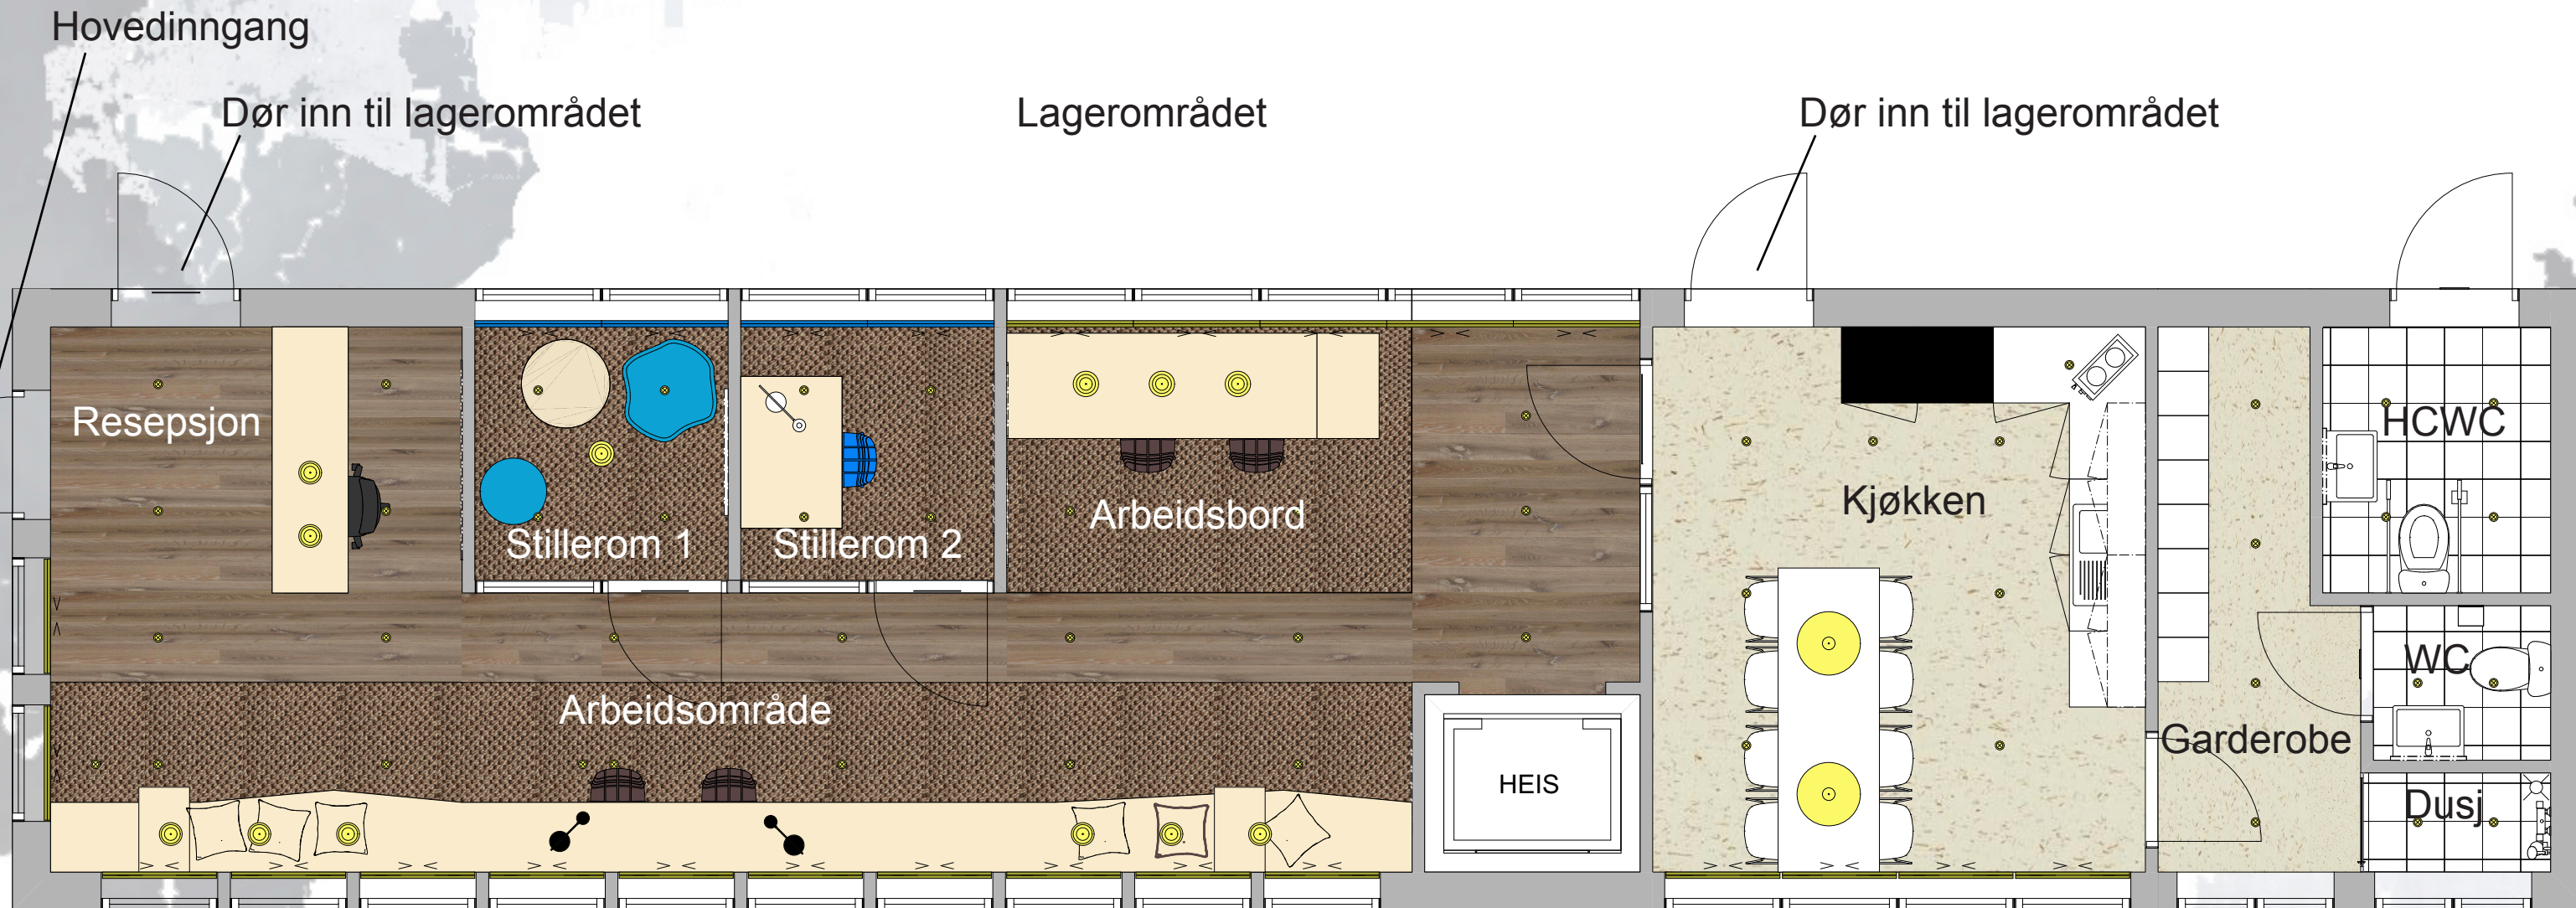 Hovedinngang
Dør inn til lagerområdet
Lagerområdet
Dør inn til lagerområdet
Resepsjon
Stillerom 1
Stillerom 2
Arbeidsbord
Kjøkken
HCWC
WC
Arbeidsområde
Garderobe
HEIS
Dusj